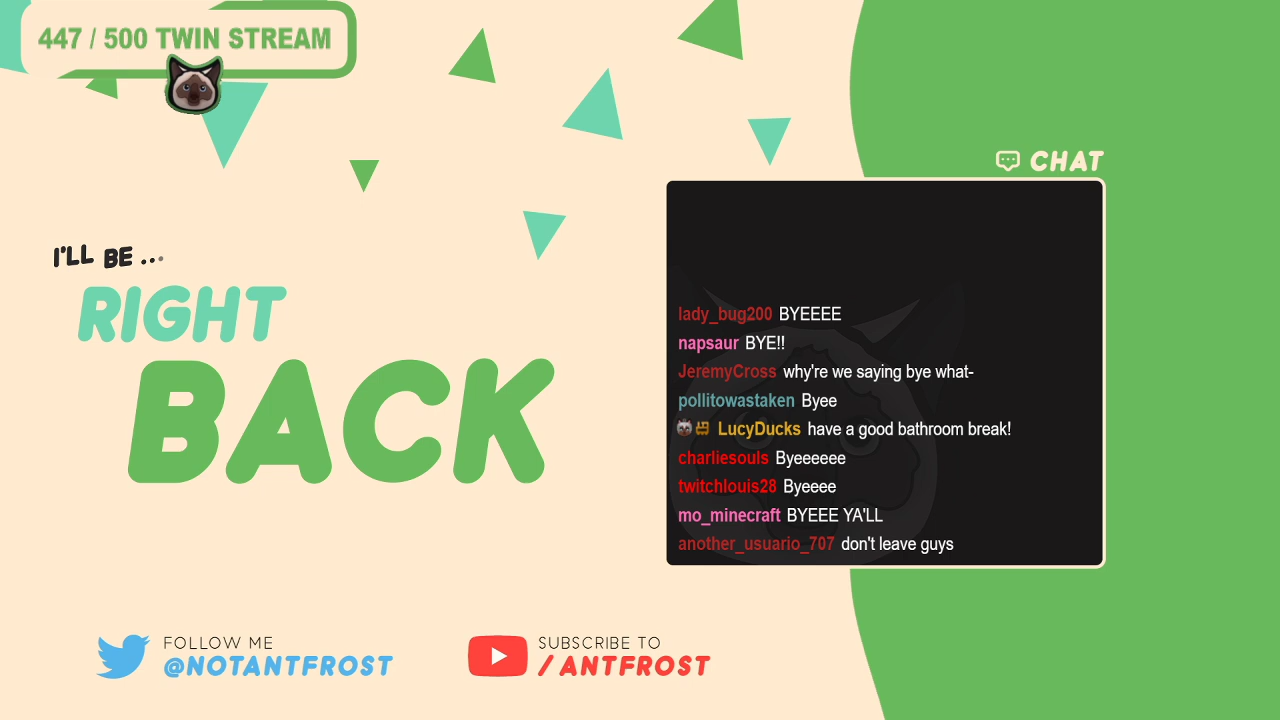 447 / 500 TWIN STREAM
I'LL BE ...
RIGHT
BACK
CHAT
lady_bug200 BYEEEE
napsaur BYE!!
JeremyCross why're we saying bye what-
pollitowastaken Byee
LucyDucks have a good bathroom break!
charliesouls Byeeeeee
twitchlouis28 Byeeee
mo_minecraft BYEEE YA'LL
another_usuario_707 don't leave guys
FOLLOW ME
@NOTANTFROST
SUBSCRIBE TO
/ANTFROST